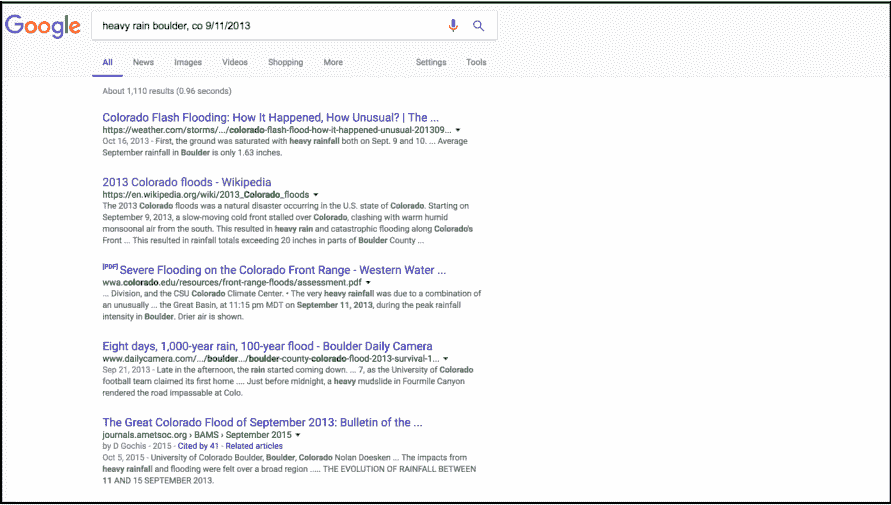 Google
heavy rain boulder, co 9/11/2013
All News Images Videos Shopping More Settings Tools
About 1,110 results (0.96 seconds)
Colorado Flash Flooding: How It Happened, How Unusual? | The ...
https://weather.com/storms/.../colorado-flash-flood-how-it-happened-unusual-201309...
Oct 16, 2013 - First, the ground was saturated with heavy rainfall both on Sept. 9 and 10. ... Average
September rainfall in Boulder is only 1.63 inches.
2013 Colorado floods - Wikipedia
https://en.wikipedia.org/wiki/2013_Colorado_floods
The 2013 Colorado floods was a natural disaster occurring in the U.S. state of Colorado. Starting on
September 9, 2013, a slow-moving cold front stalled over Colorado, clashing with warm humid
monsoonal air from the south. This resulted in heavy rain and catastrophic flooding along Colorado's
Front ... This resulted in rainfall totals exceeding 20 inches in parts of Boulder County ...
[PDF] Severe Flooding on the Colorado Front Range - Western Water ...
wwa.colorado.edu/resources/front-range-floods/assessment.pdf
... Division, and the CSU Colorado Climate Center. • The very heavy rainfall was due to a combination of
an unusually ... the Great Basin, at 11:15 pm MDT on September 11, 2013, during the peak rainfall
intensity in Boulder. Drier air is shown.
Eight days, 1,000-year rain, 100-year flood - Boulder Daily Camera
www.dailycamera.com/.../boulder.../boulder-county-colorado-flood-2013-survival-1...
Sep 21, 2013 - Late in the afternoon, the rain started coming down. ... 7, as the University of Colorado
football team claimed its first home .... Just before midnight, a heavy mudslide in Fourmile Canyon
rendered the road impassable at Colo.
The Great Colorado Flood of September 2013: Bulletin of the ...
journals.ametsoc.org › BAMS › September 2015
by D Gochis - 2015 - Cited by 41 - Related articles
Oct 5, 2015 - University of Colorado Boulder, Boulder, Colorado Nolan Doesken ... The impacts from
heavy rainfall and flooding were felt over a broad region ..... THE EVOLUTION OF RAINFALL BETWEEN
11 AND 15 SEPTEMBER 2013.